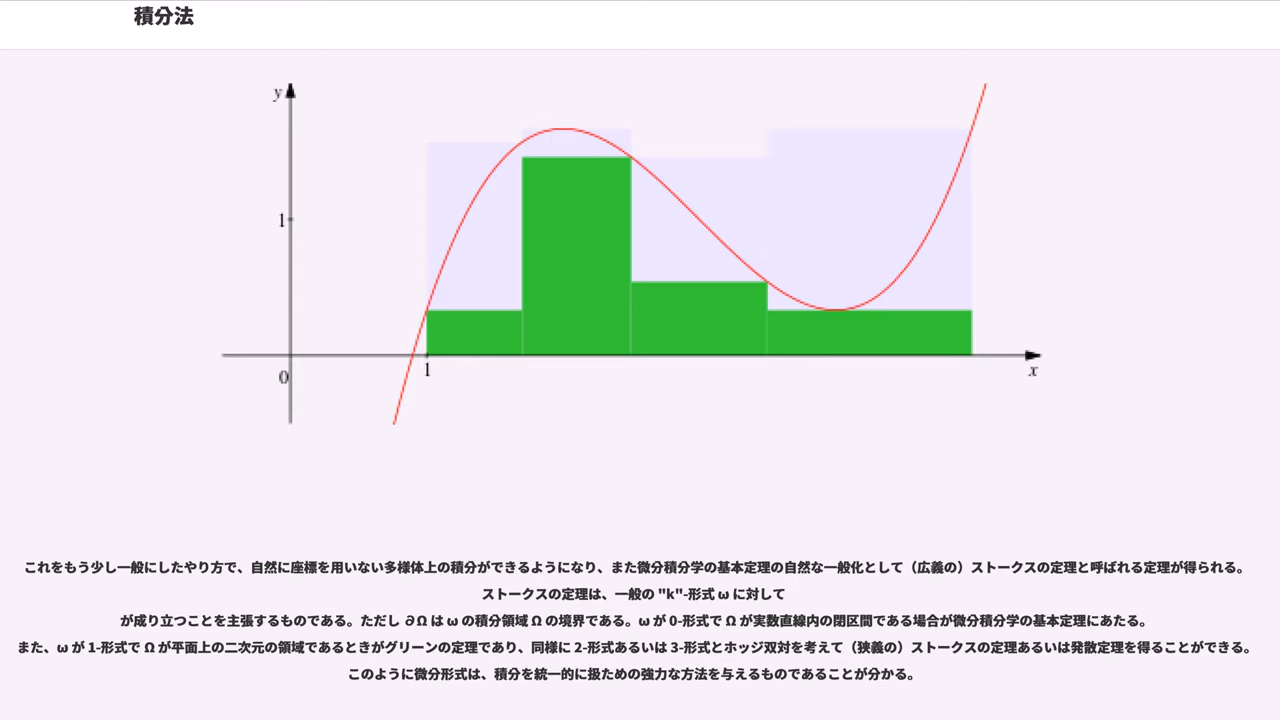 積分法
y
1
0
1
x
これをもう少し一般にしたやり方で、自然に座標を用いない多様体上の積分ができるようになり、また微分積分学の基本定理の自然な一般化として（広義の）ストークスの定理と呼ばれる定理が得られる。
ストークスの定理は、一般の "k"-形式 ω に対して
が成り立つことを主張するものである。ただし ∂Ω は ω の積分領域 Ω の境界である。ω が 0-形式で Ω が実数直線内の閉区間である場合が微分積分学の基本定理にあたる。
また、ω が 1-形式で Ω が平面上の二次元の領域であるときがグリーンの定理であり、同様に 2-形式あるいは 3-形式とホッジ双対を考えて（狭義の）ストークスの定理あるいは発散定理を得ることができる。
このように微分形式は、積分を統一的に扱ための強力な方法を与えるものであることが分かる。